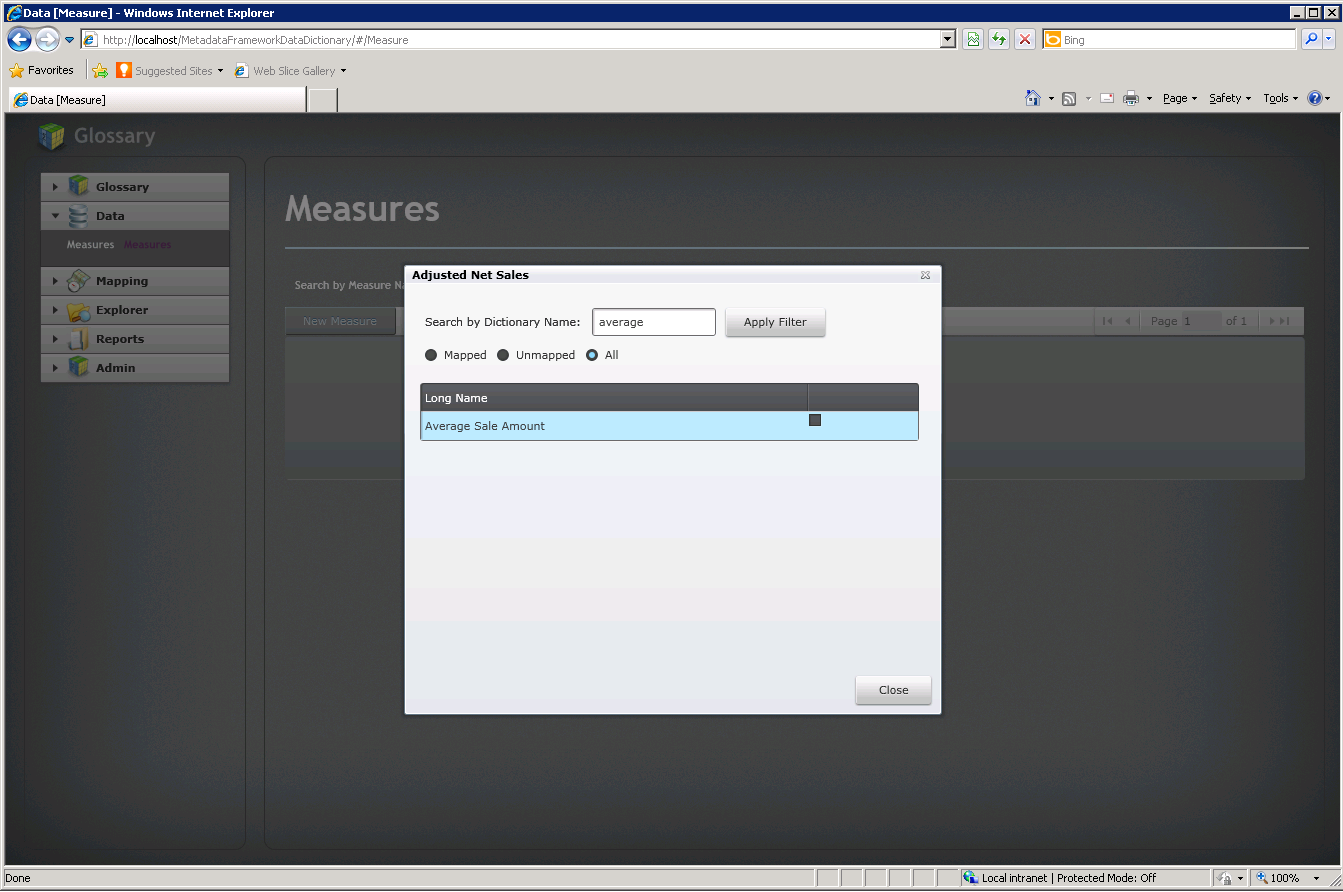 Data [Measure] - Windows Internet Explorer
http://localhost/MetadataFrameworkDataDictionary/#/Measure
Bing
Favorites Suggested Sites Web Slice Gallery
Data [Measure]
Page Safety Tools
Glossary
Glossary
Data
Measures Measures
Mapping
Explorer
Reports
Admin
Measures
Search by Measure
New Measure
Page 1 of 1
Adjusted Net Sales
Search by Dictionary Name: average Apply Filter
Mapped Unmapped All
Long Name
Average Sale Amount
Close
Done
Local intranet | Protected Mode: Off
100%